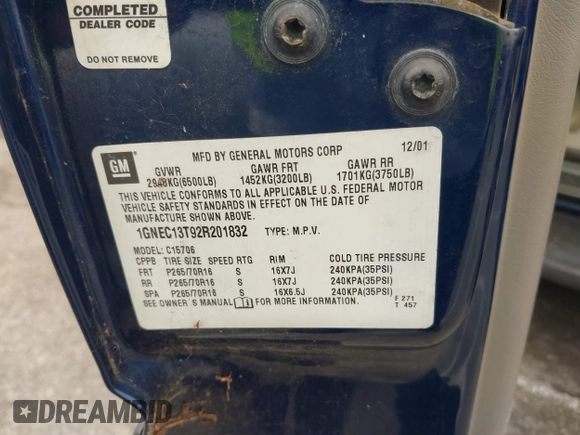 COMPLETED
DEALER CODE
DO NOT REMOVE
GM
MFD BY GENERAL MOTORS CORP 12/01
GVWR GAWR FRT GAWR RR
2948KG(6500LB) 1452KG(3200LB) 1701KG(3750LB)
THIS VEHICLE CONFORMS TO ALL APPLICABLE U.S. FEDERAL MOTOR
VEHICLE SAFETY STANDARDS IN EFFECT ON THE DATE OF
MANUFACTURE SHOWN ABOVE.
1GNEC13T92R201832 TYPE: M.P.V.
MODEL: C15706
CPPB TIRE SIZE SPEED RTG RIM COLD TIRE PRESSURE
FRT P265/70R16 S 16X7J 240KPA(35PSI)
RR P265/70R16 S 16X7J 240KPA(35PSI)
SPA P265/70R16 S 16X6.5J 240KPA(35PSI)
SEE OWNER'S MANUAL FOR MORE INFORMATION F 271
T 457
DREAMBID